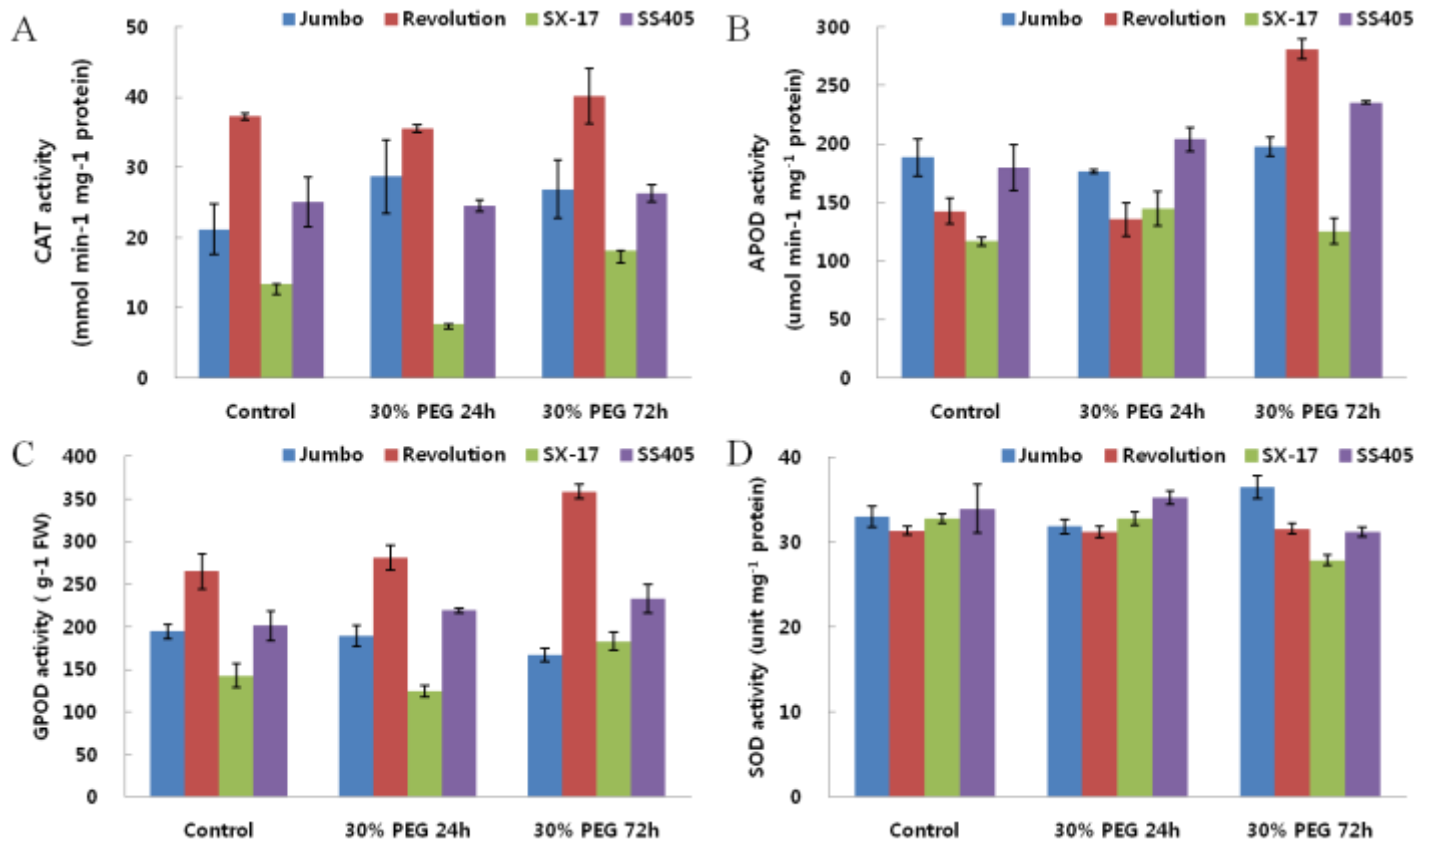 A
Jumbo Revolution SX-17 SS405
CAT activity
(mmol min-1 mg-1 protein)
50
40
30
20
10
0
Control 30% PEG 24h 30% PEG 72h
B
Jumbo Revolution SX-17 SS405
APOD activity
(umol min-1 mg-1 protein)
300
250
200
150
100
50
0
Control 30% PEG 24h 30% PEG 72h
C
Jumbo Revolution SX-17 SS405
GPOD activity ( g-1 FW)
400
350
300
250
200
150
100
50
0
Control 30% PEG 24h 30% PEG 72h
D
Jumbo Revolution SX-17 SS405
SOD activity (unit mg-1 protein)
40
30
20
10
0
Control 30% PEG 24h 30% PEG 72h